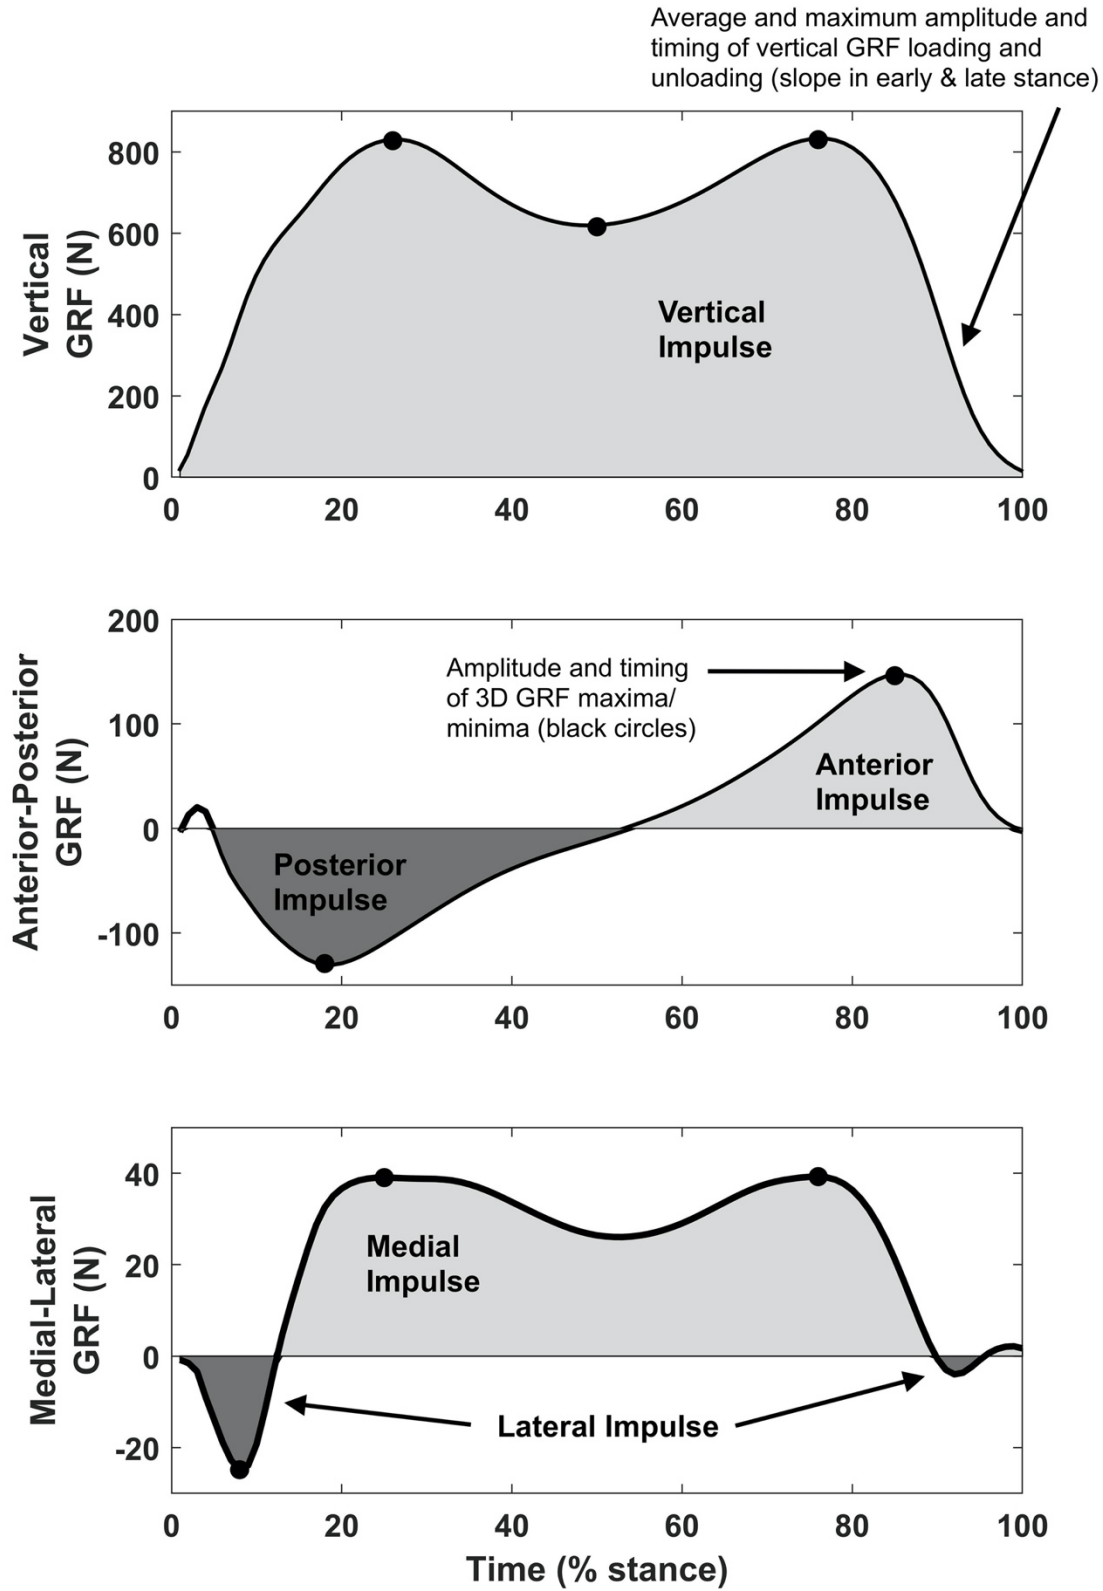 Average and maximum amplitude and
timing of vertical GRF loading and
unloading (slope in early & late stance)
Vertical
GRF (N)
800
600
400
200
0
Vertical
Impulse
0 20 40 60 80 100
Anterior-Posterior
GRF (N)
200
100
0
-100
Amplitude and timing
of 3D GRF maxima/
minima (black circles)
Anterior
Impulse
Posterior
Impulse
0 20 40 60 80 100
Medial-Lateral
GRF (N)
40
20
0
-20
Medial
Impulse
Lateral Impulse
0 20 40 60 80 100
Time (% stance)